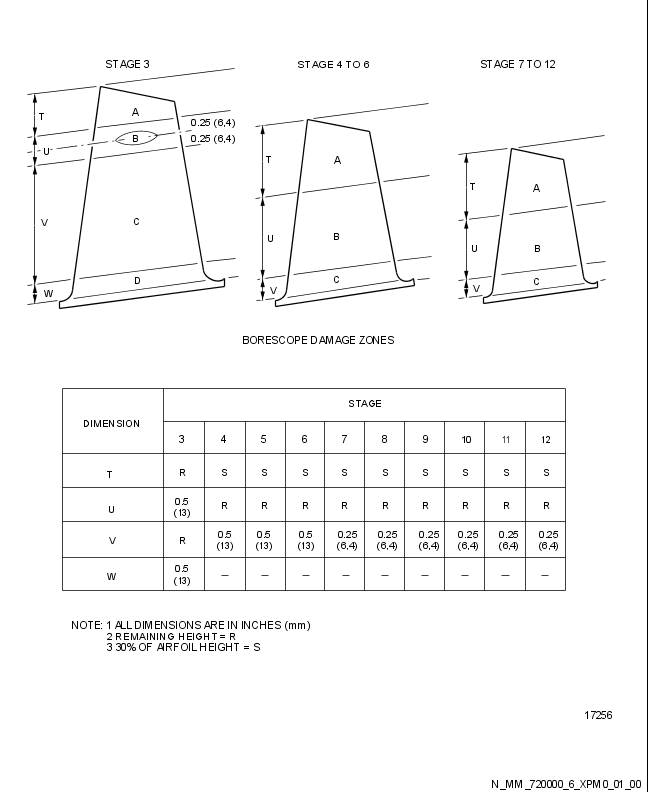 STAGE 3
STAGE 4 TO 6
STAGE 7 TO 12
T
A
0.25 (6,4)
U
B
0.25 (6,4)
V
C
W
D
T
A
U
B
V
C
T
A
U
B
V
C
BORESCOPE DAMAGE ZONES
DIMENSION
STAGE
3 4 5 6 7 8 9 10 11 12
T R S S S S S S S S S
U 0.5 (13) R R R R R R R R R
V R 0.5 (13) 0.5 (13) 0.5 (13) 0.25 (6,4) 0.25 (6,4) 0.25 (6,4) 0.25 (6,4) 0.25 (6,4) 0.25 (6,4)
W 0.5 (13) – – – – – – – – –
NOTE: 1 ALL DIMENSIONS ARE IN INCHES (mm)
2 REMAINING HEIGHT = R
3 30% OF AIRFOIL HEIGHT = S
17256
N_MM_720000_6_XPM0_01_00